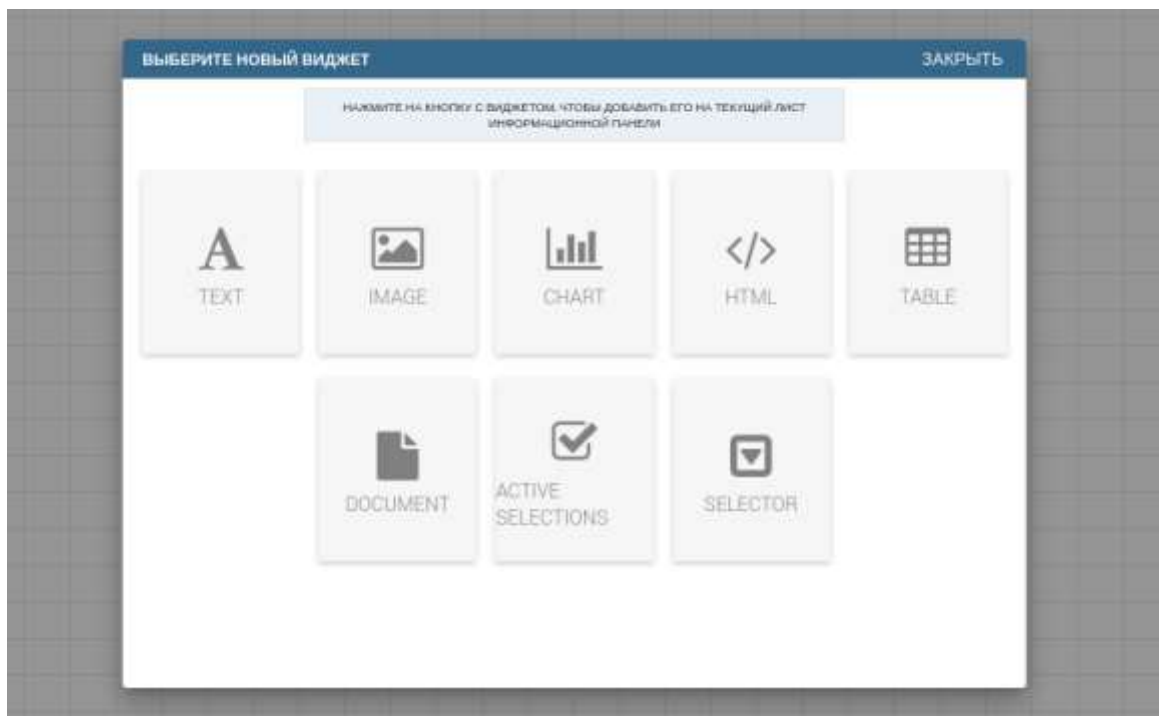 ВЫБЕРИТЕ НОВЫЙ ВИДЖЕТ
ЗАКРЫТЬ
НАЖМИТЕ НА КНОПКУ С ВИДЖЕТОМ, ЧТОБЫ ДОБАВИТЬ ЕГО НА ТЕКУЩИЙ ЛИСТ
ИНФОРМАЦИОННОЙ ПАНЕЛИ
TEXT
IMAGE
CHART
HTML
TABLE
DOCUMENT
ACTIVE
SELECTIONS
SELECTOR